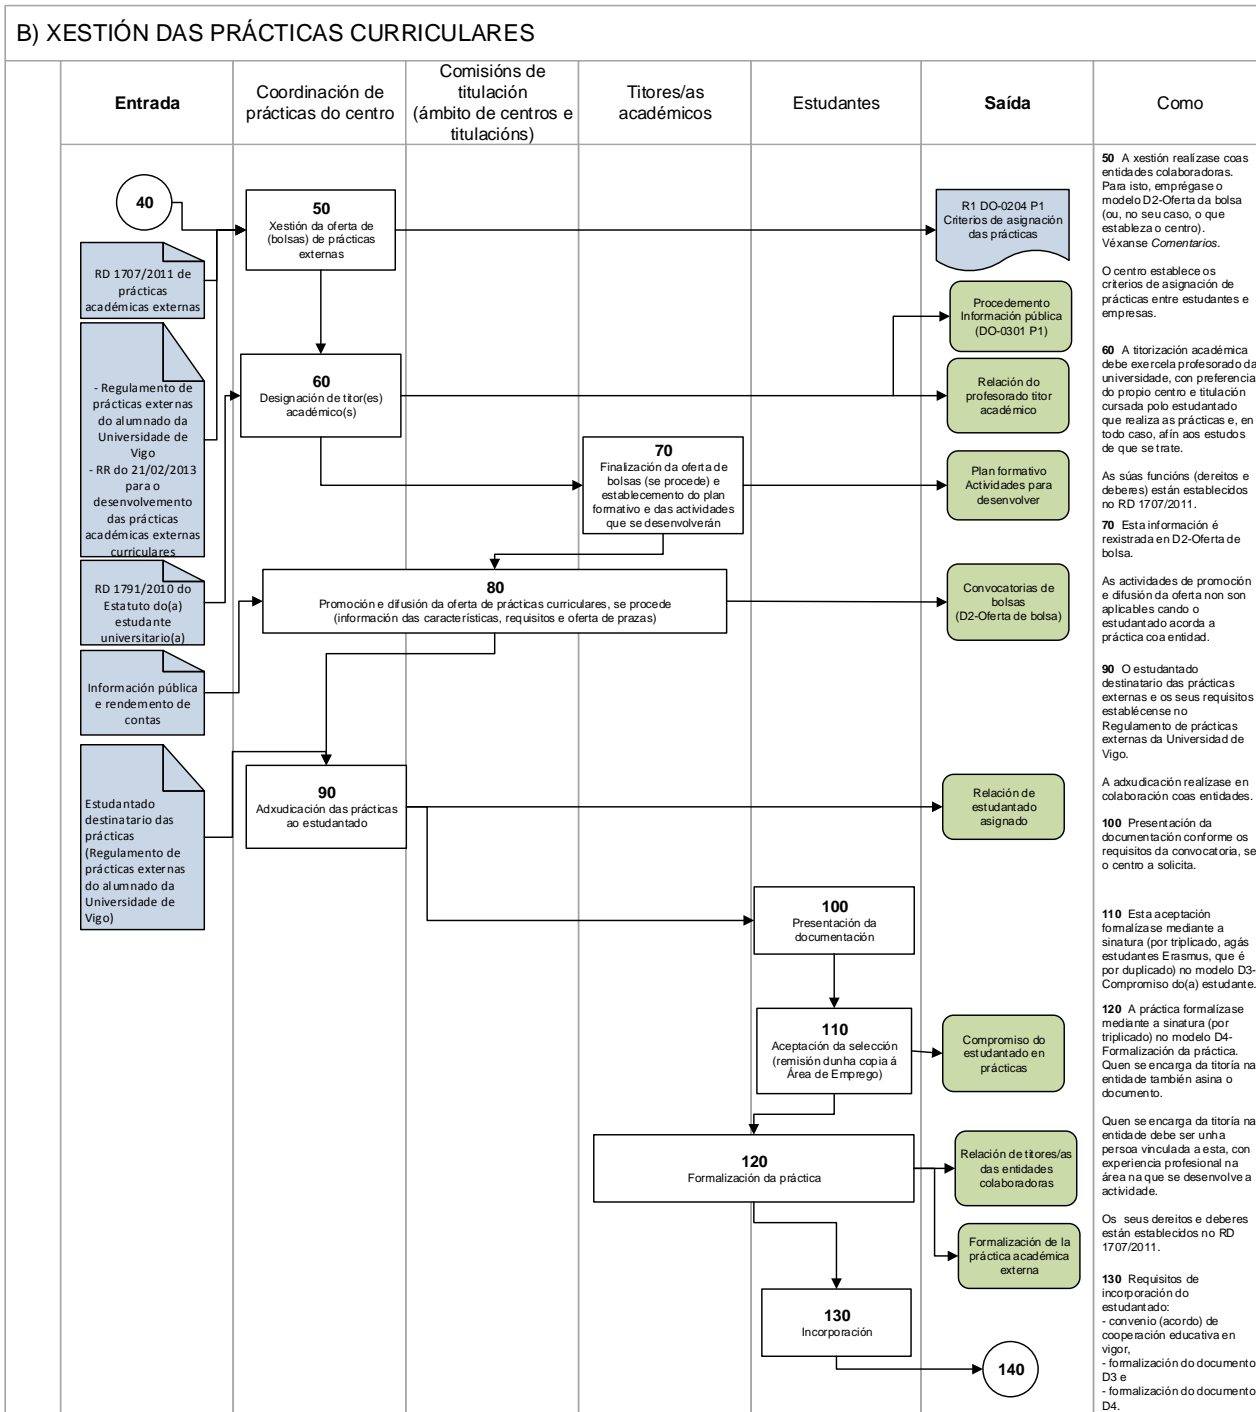 B) XESTIÓN DAS PRÁCTICAS CURRICULARES
Entrada
Coordinación de
prácticas do centro
Comisións de
titulación
(ámbito de centros e
titulacións)
Titores/as
académicos
Estudantes
Saída
Como
40
RD 1707/2011 de
prácticas
académicas externas
- Regulamento de
prácticas externas
do alumnado da
Universidade de
Vigo
- RR do 21/02/2013
para o
desenvolvemento
das prácticas
académicas externas
curriculares
RD 1791/2010 do
Estatuto do(a)
estudante
universitario(a)
Información pública
e rendemento de
contas
Estudantado
destinatario das
prácticas
(Regulamento de
prácticas externas
do alumnado da
Universidade de
Vigo)
50
Xestión da oferta de
(bolsas) de prácticas
externas
60
Designación de titor(es)
académico(s)
70
Finalización da oferta de
bolsas (se procede) e
establecemento do plan
formativo e das actividades
que se desenvolverán
80
Promoción e difusión da oferta de prácticas curriculares, se procede
(información das características, requisitos e oferta de prazas)
90
Adxudicación das prácticas
ao estudantado
100
Presentación da
documentación
110
Aceptación da selección
(remisión dunha copia á
Área de Emprego)
120
Formalización da práctica
130
Incorporación
R1 DO-0204 P1
Criterios de asignación
das prácticas
Procedemento
Información pública
(DO-0301 P1)
Relación do
profesorado titor
académico
Plan formativo
Actividades para
desenvolver
Convocatorias de
bolsas
(D2-Oferta de bolsa)
Relación de
estudantado
asignado
Compromiso do
estudantado en
prácticas
Relación de titores/as
das entidades
colaboradoras
Formalización de la
práctica académica
externa
140
50 A xestión realízase coas
entidades colaboradoras.
Para isto, emprégase o
modelo D2-Oferta da bolsa
(ou, no seu caso, o que
estableza o centro).
Véxanse Comentarios.
O centro establece os
criterios de asignación de
prácticas entre estudantes e
empresas.
60 A titorización académica
debe exercela profesorado da
universidade, con preferencia
do propio centro e titulación
cursada polo estudantado
que realiza as prácticas e, en
todo caso, afín aos estudos
de que se trate.
As súas funcións (dereitos e
deberes) están establecidos
no RD 1707/2011.
70 Esta información é
rexistrada en D2-Oferta de
bolsa.
As actividades de promoción
e difusión da oferta non son
aplicables cando o
estudantado acorda a
práctica coa entidad.
90 O estudantado
destinatario das prácticas
externas e os seus requisitos
establécense no
Regulamento de prácticas
externas da Universidad de
Vigo.
A adxudicación realízase en
colaboración coas entidades.
100 Presentación da
documentación conforme os
requisitos da convocatoria, se
o centro a solicita.
110 Esta aceptación
formalízase mediante a
sinatura (por triplicado, agás
estudantes Erasmus, que é
por duplicado) no modelo D3-
Compromiso do(a) estudante.
120 A práctica formalízase
mediante a sinatura (por
triplicado) no modelo D4-
Formalización da práctica.
Quen se encarga da titoría na
entidade también asina o
documento.
Quen se encarga da titoría na
entidade debe ser unha
persoa vinculada a esta, con
experiencia profesional na
área na que se desenvolve a
actividade.
Os seus dereitos e deberes
están establecidos no RD
1707/2011.
130 Requisitos de
incorporación do
estudantado:
- convenio (acordo) de
cooperación educativa en
vigor,
- formalización do documento
D3 e
- formalización do documento
D4.